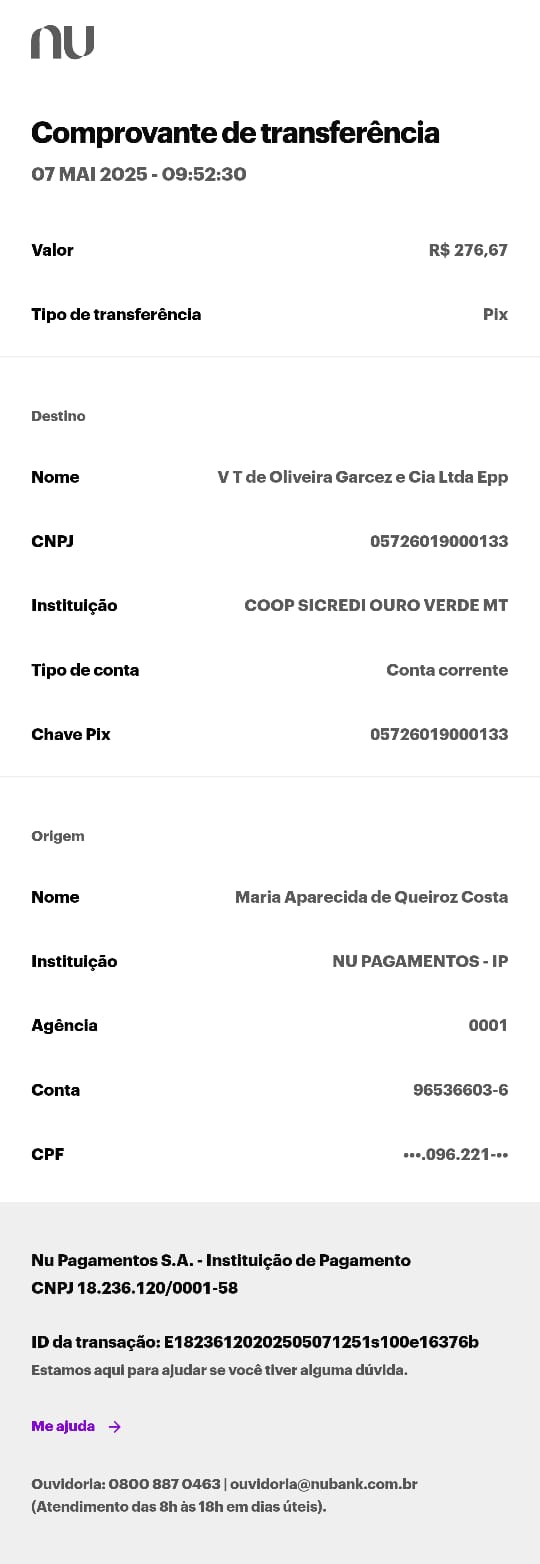 nu
Comprovante de transferência
07 MAI 2025 - 09:52:30
Valor R$ 276,67
Tipo de transferência Pix
Destino
Nome V T de Oliveira Garcez e Cia Ltda Epp
CNPJ 05726019000133
Instituição COOP SICREDI OURO VERDE MT
Tipo de conta Conta corrente
Chave Pix 05726019000133
Origem
Nome Maria Aparecida de Queiroz Costa
Instituição NU PAGAMENTOS - IP
Agência 0001
Conta 96536603-6
CPF •••.096.221-••
Nu Pagamentos S.A. - Instituição de Pagamento
CNPJ 18.236.120/0001-58
ID da transação: E18236120202505071251s100e16376b
Estamos aqui para ajudar se você tiver alguma dúvida.
Me ajuda →
Ouvidoria: 0800 887 0463 | ouvidoria@nubank.com.br
(Atendimento das 8h às 18h em dias úteis).